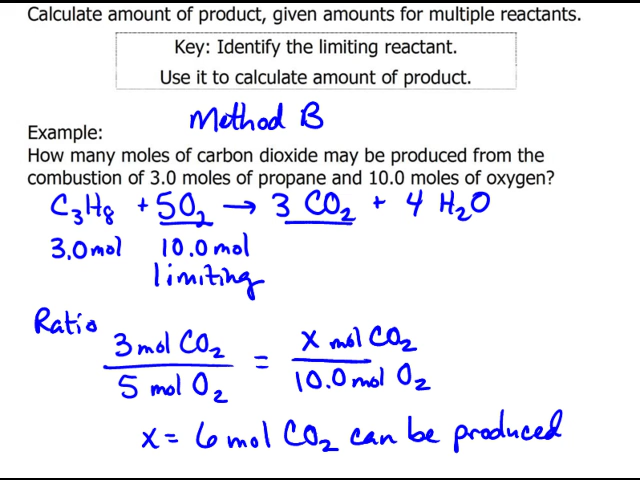 Calculate amount of product, given amounts for multiple reactants.
Key: Identify the limiting reactant.
Use it to calculate amount of product.
Method B
Example:
How many moles of carbon dioxide may be produced from the
combustion of 3.0 moles of propane and 10.0 moles of oxygen?
C₃H₈ + 5O₂ → 3 CO₂ + 4 H₂O
3.0mol 10.0 mol
limiting
Ratio
3 mol CO₂ = x mol CO₂
5 mol O₂ 10.0 mol O₂
x = 6 mol CO₂ can be produced